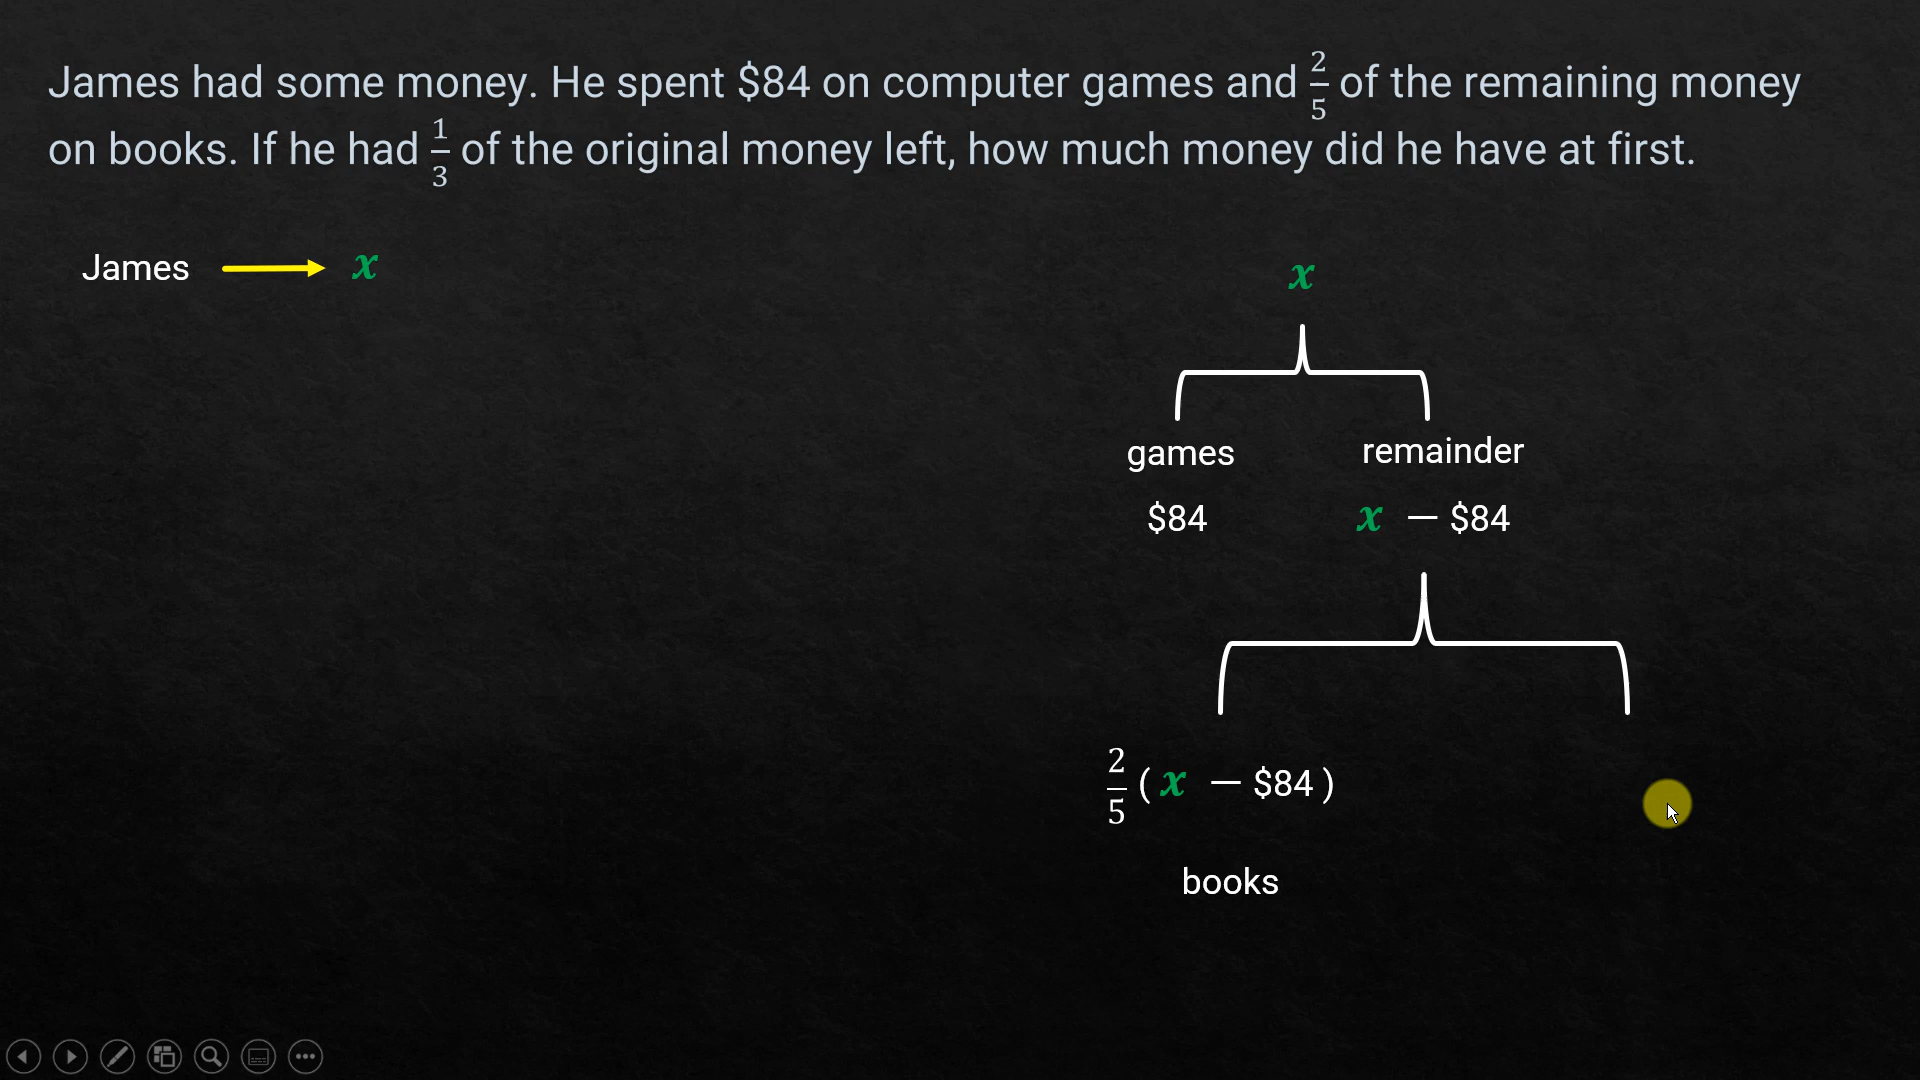 James had some money. He spent $84 on computer games and 2/5 of the remaining money
on books. If he had 1/3 of the original money left, how much money did he have at first.
James x
x
games remainder
$84 x – $84
2/5 ( x – $84 )
books